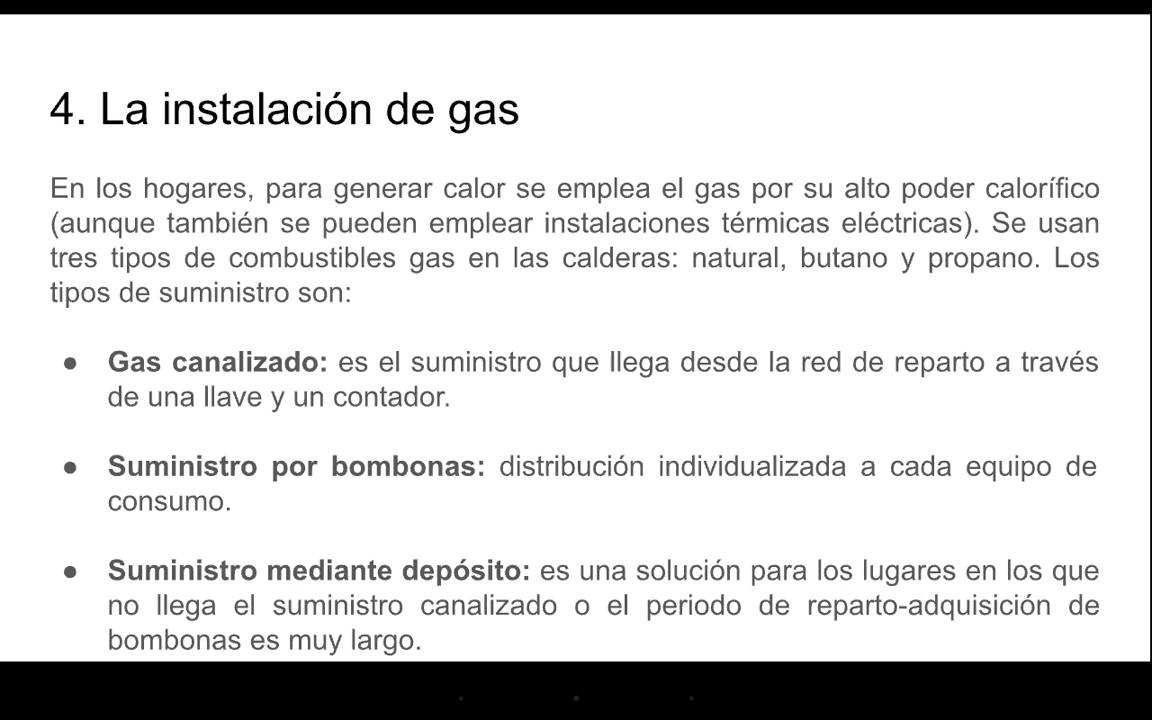 4. La instalación de gas
En los hogares, para generar calor se emplea el gas por su alto poder calorífico
(aunque también se pueden emplear instalaciones térmicas eléctricas). Se usan
tres tipos de combustibles gas en las calderas: natural, butano y propano. Los
tipos de suministro son:
● Gas canalizado: es el suministro que llega desde la red de reparto a través
de una llave y un contador.
● Suministro por bombonas: distribución individualizada a cada equipo de
consumo.
● Suministro mediante depósito: es una solución para los lugares en los que
no llega el suministro canalizado o el periodo de reparto-adquisición de
bombonas es muy largo.